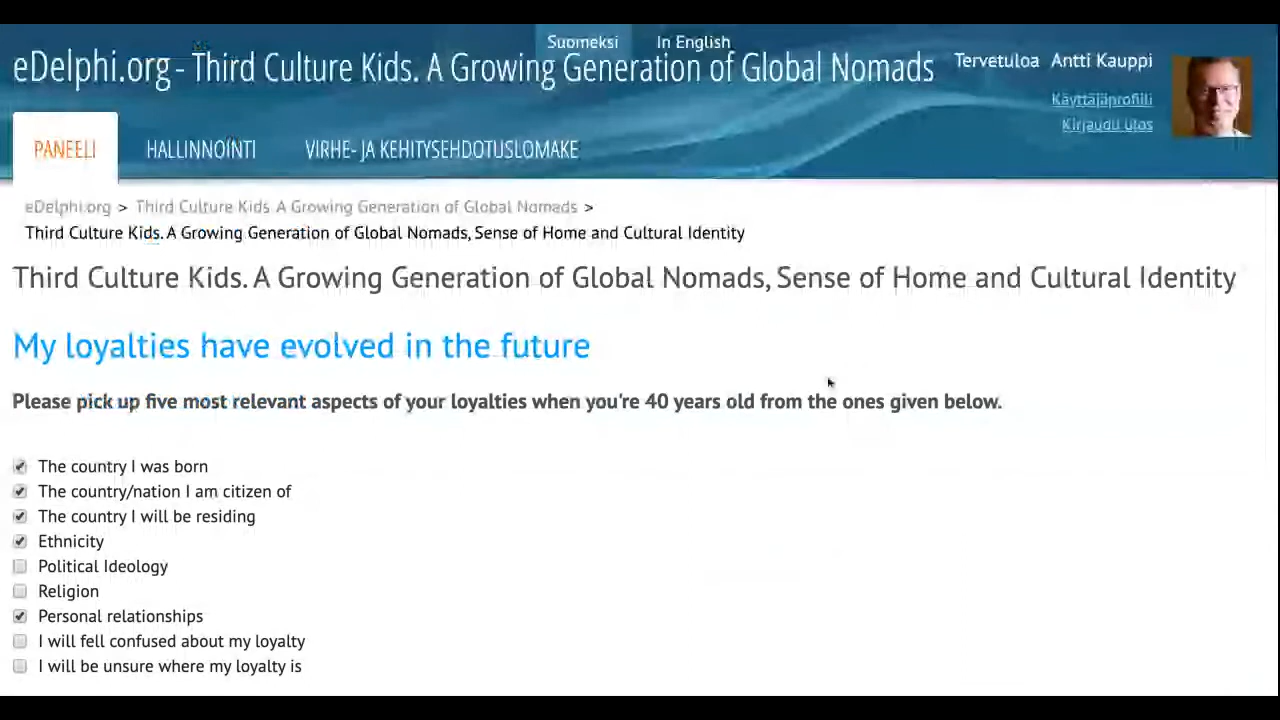 Suomeksi In English
eDelphi.org - Third Culture Kids. A Growing Generation of Global Nomads
Tervetuloa Antti Kauppi
Käyttäjäprofiili
Kirjaudu ulos
PANEELI HALLINNOINTI VIRHE- JA KEHITYSEHDOTUSLOMAKE
eDelphi.org > Third Culture Kids. A Growing Generation of Global Nomads >
Third Culture Kids. A Growing Generation of Global Nomads, Sense of Home and Cultural Identity
Third Culture Kids. A Growing Generation of Global Nomads, Sense of Home and Cultural Identity
My loyalties have evolved in the future
Please pick up five most relevant aspects of your loyalties when you're 40 years old from the ones given below.
The country I was born
The country/nation I am citizen of
The country I will be residing
Ethnicity
Political Ideology
Religion
Personal relationships
I will fell confused about my loyalty
I will be unsure where my loyalty is